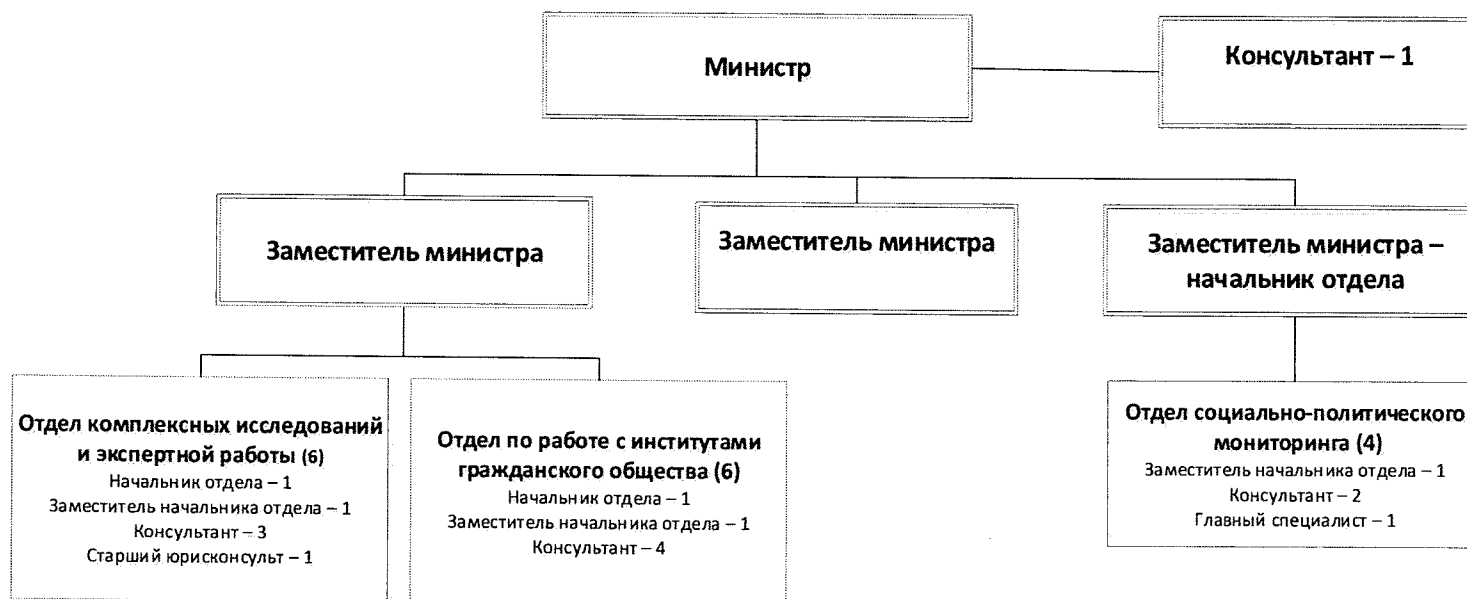 Министр
Консультант – 1
Заместитель министра
Заместитель министра
Заместитель министра –
начальник отдела
Отдел комплексных исследований
и экспертной работы (6)
Начальник отдела – 1
Заместитель начальника отдела – 1
Консультант – 3
Старший юрисконсульт – 1
Отдел по работе с институтами
гражданского общества (6)
Начальник отдела – 1
Заместитель начальника отдела – 1
Консультант – 4
Отдел социально-политического
мониторинга (4)
Заместитель начальника отдела – 1
Консультант – 2
Главный специалист – 1